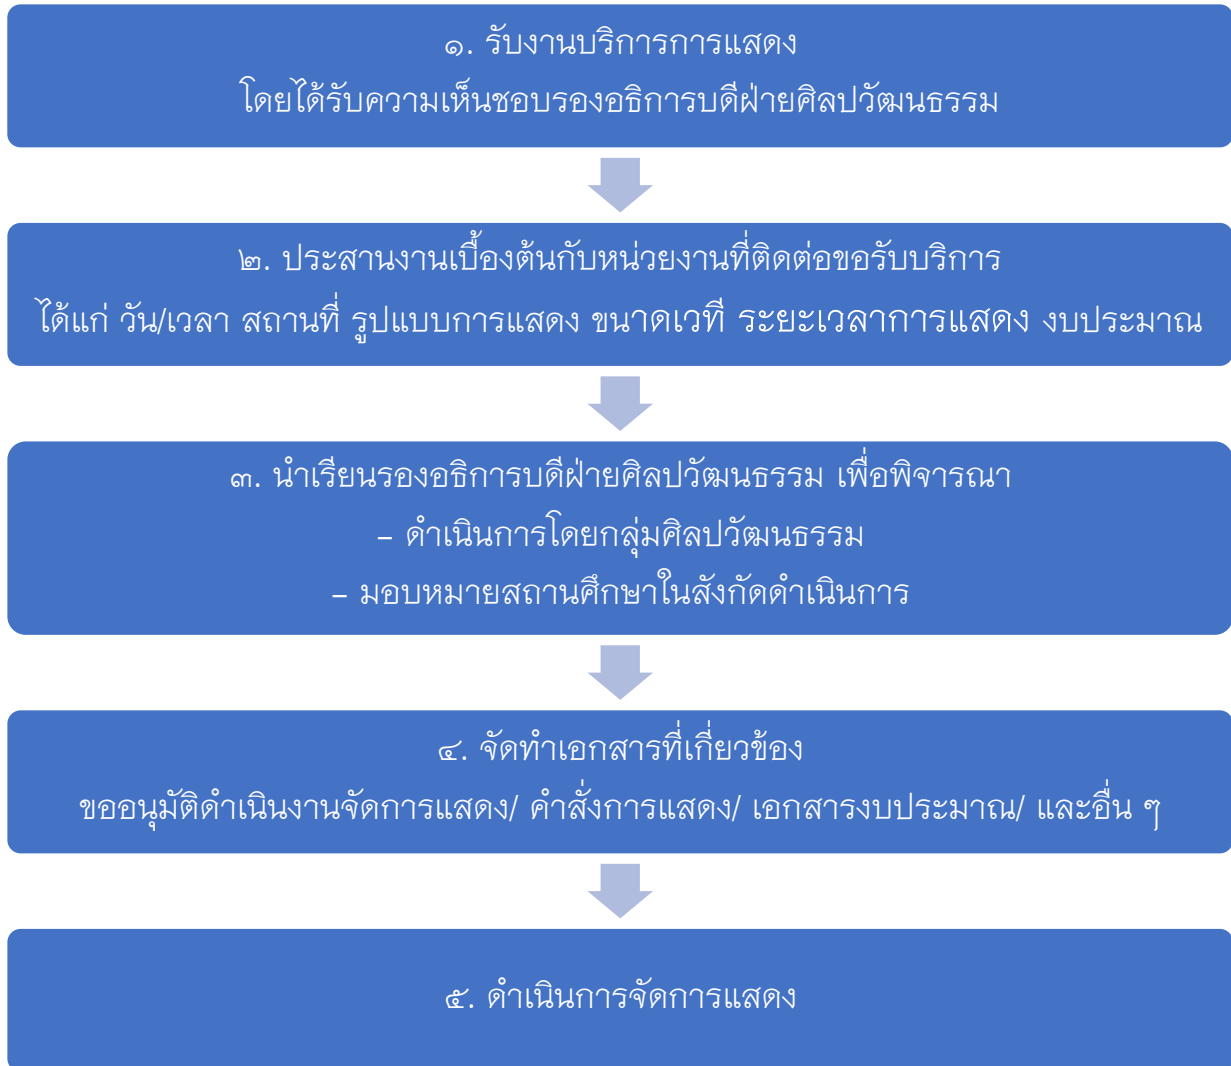 ๑. รับงานบริการการแสดง
โดยได้รับความเห็นชอบรองอธิการบดีฝ่ายศิลปวัฒนธรรม
๒. ประสานงานเบื้องต้นกับหน่วยงานที่ติดต่อขอรับบริการ
ได้แก่ วัน/เวลา สถานที่ รูปแบบการแสดง ขนาดเวที ระยะเวลาการแสดง งบประมาณ
๓. นำเรียนรองอธิการบดีฝ่ายศิลปวัฒนธรรม เพื่อพิจารณา
– ดำเนินการโดยกลุ่มศิลปวัฒนธรรม
– มอบหมายสถานศึกษาในสังกัดดำเนินการ
๔. จัดทำเอกสารที่เกี่ยวข้อง
ขออนุมัติดำเนินงานจัดการแสดง/ คำสั่งการแสดง/ เอกสารงบประมาณ/ และอื่น ๆ
๕. ดำเนินการจัดการแสดง